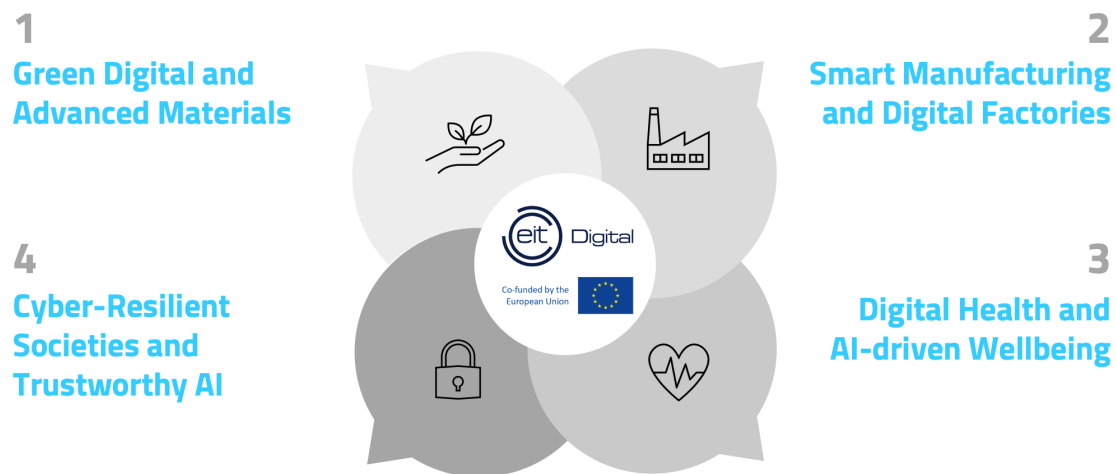 1
Green Digital and
Advanced Materials
2
Smart Manufacturing
and Digital Factories
eit Digital
Co-funded by the
European Union
4
Cyber-Resilient
Societies and
Trustworthy AI
3
Digital Health and
AI-driven Wellbeing